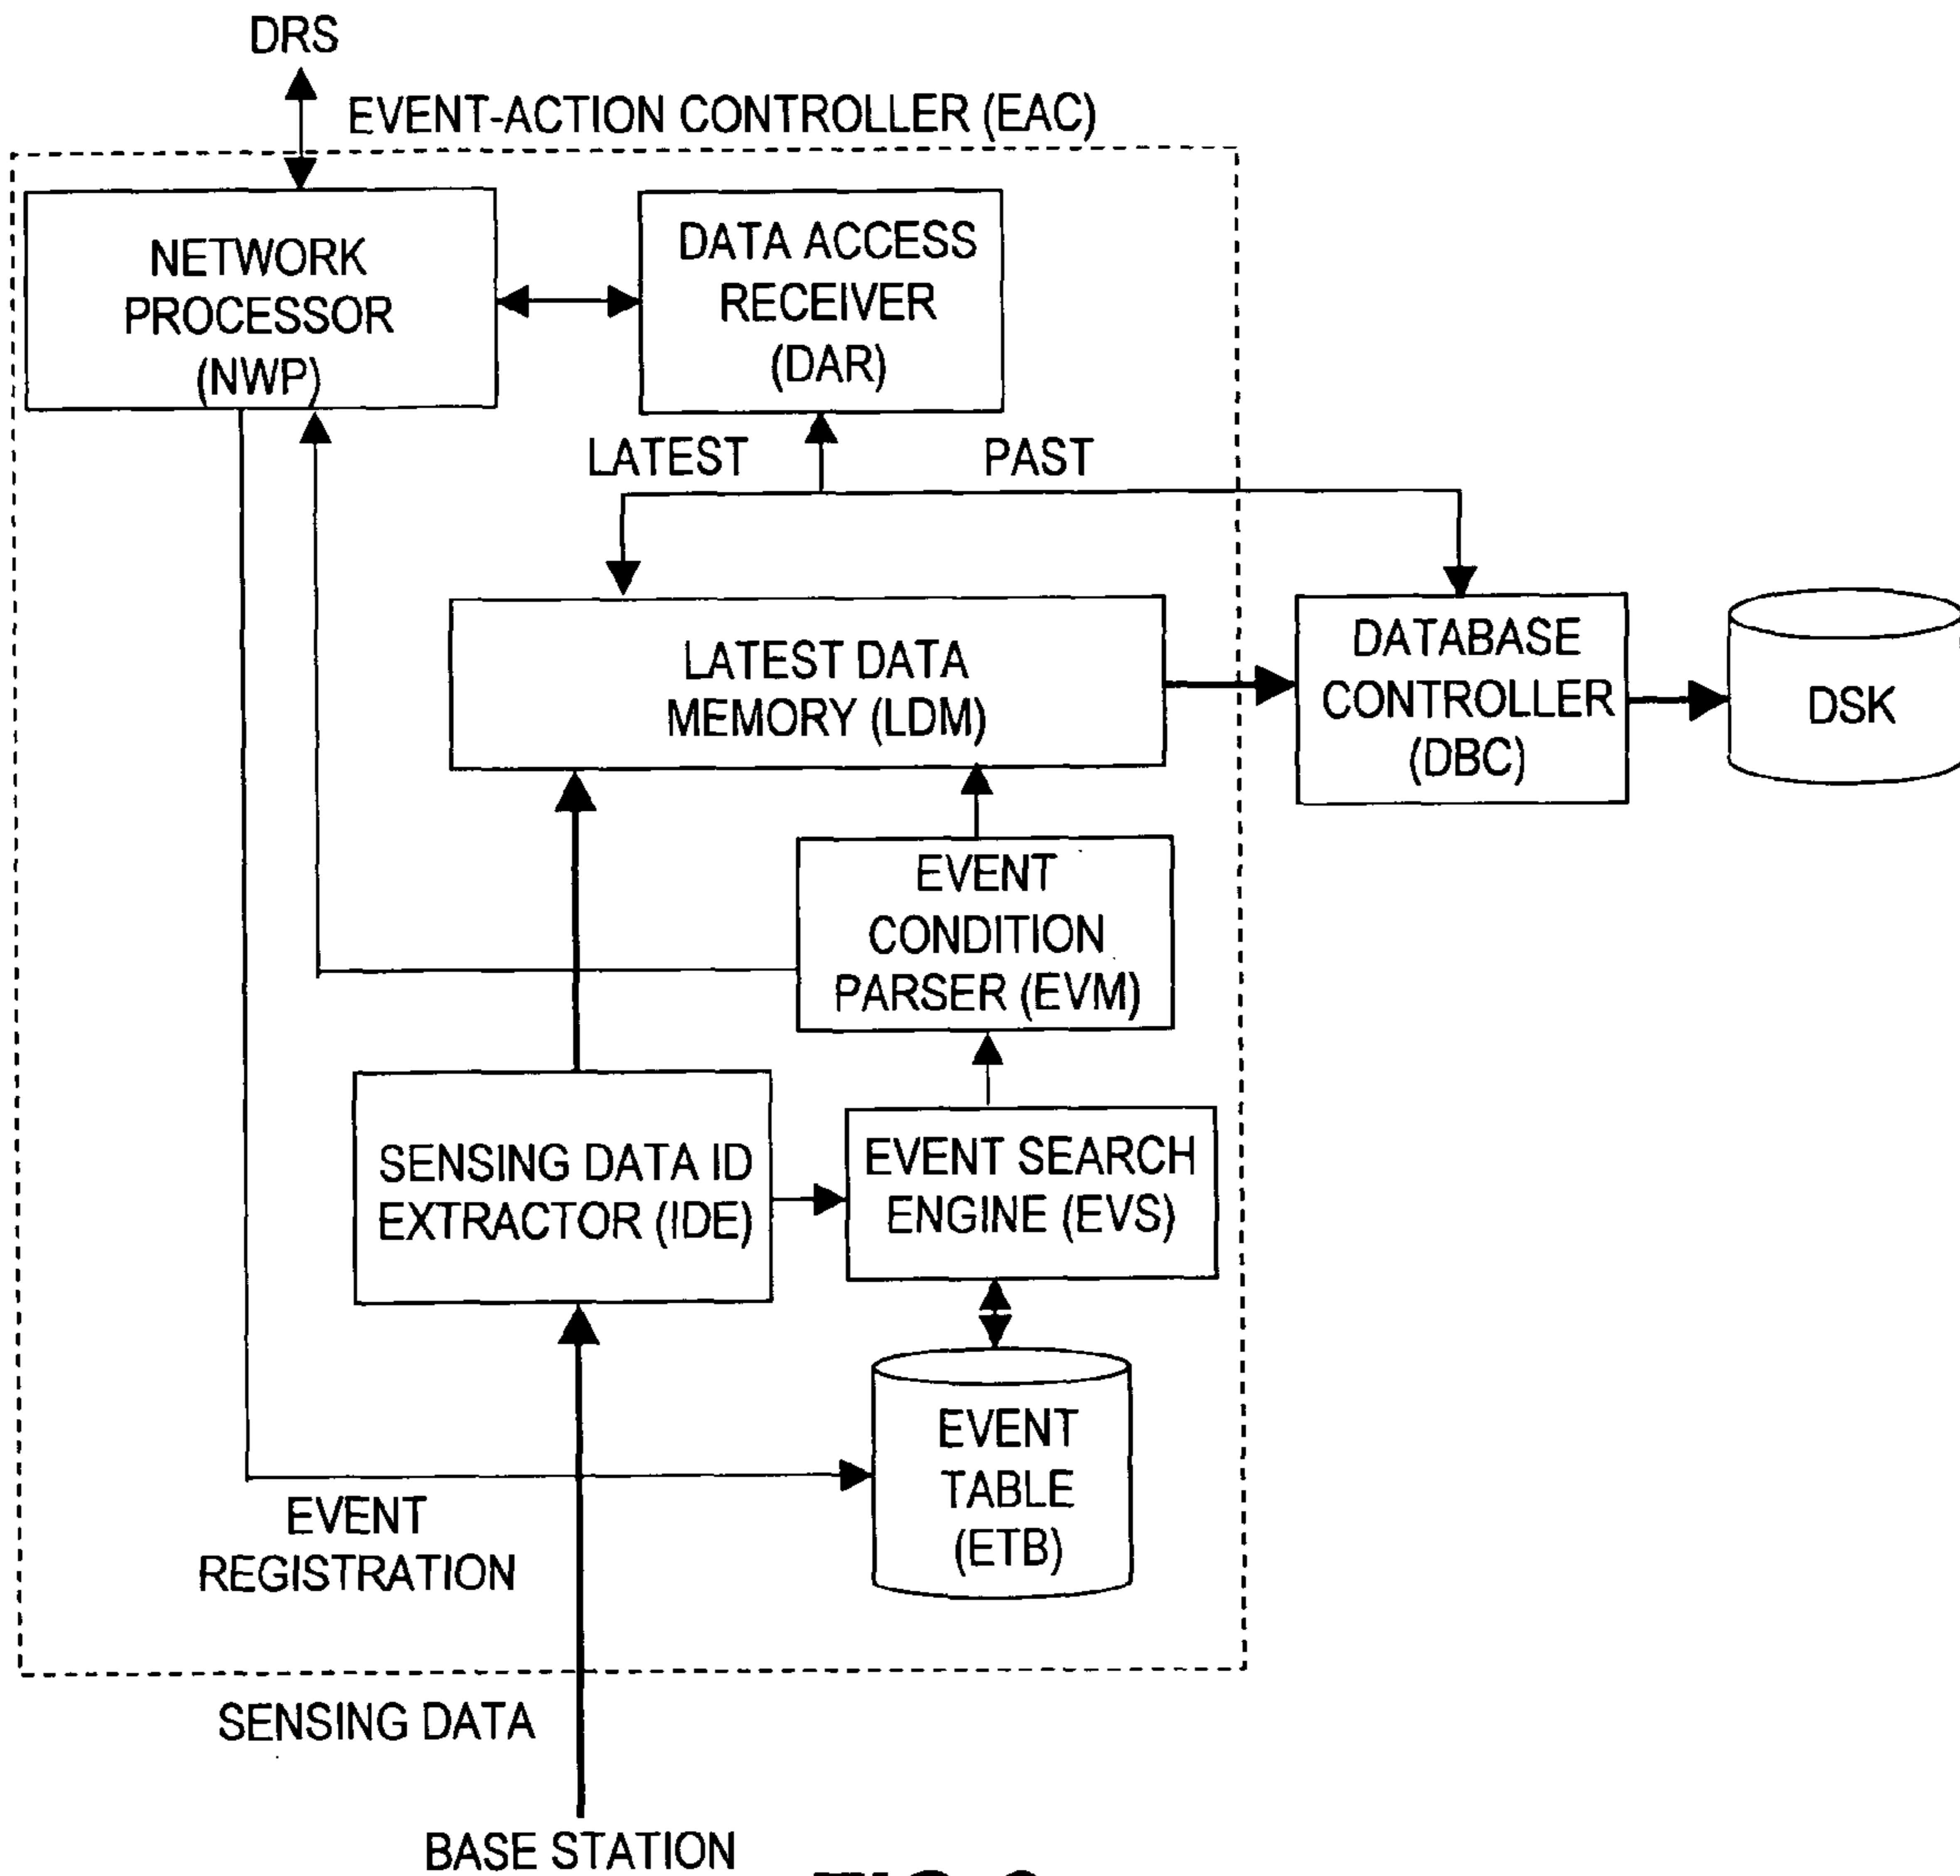 DRS
EVENT-ACTION CONTROLLER (EAC)
NETWORK
PROCESSOR
(NWP)
DATA ACCESS
RECEIVER
(DAR)
LATEST
PAST
LATEST DATA
MEMORY (LDM)
DATABASE
CONTROLLER
(DBC)
DSK
EVENT
CONDITION
PARSER (EVM)
SENSING DATA ID
EXTRACTOR (IDE)
EVENT SEARCH
ENGINE (EVS)
EVENT
TABLE
(ETB)
EVENT
REGISTRATION
SENSING DATA
BASE STATION